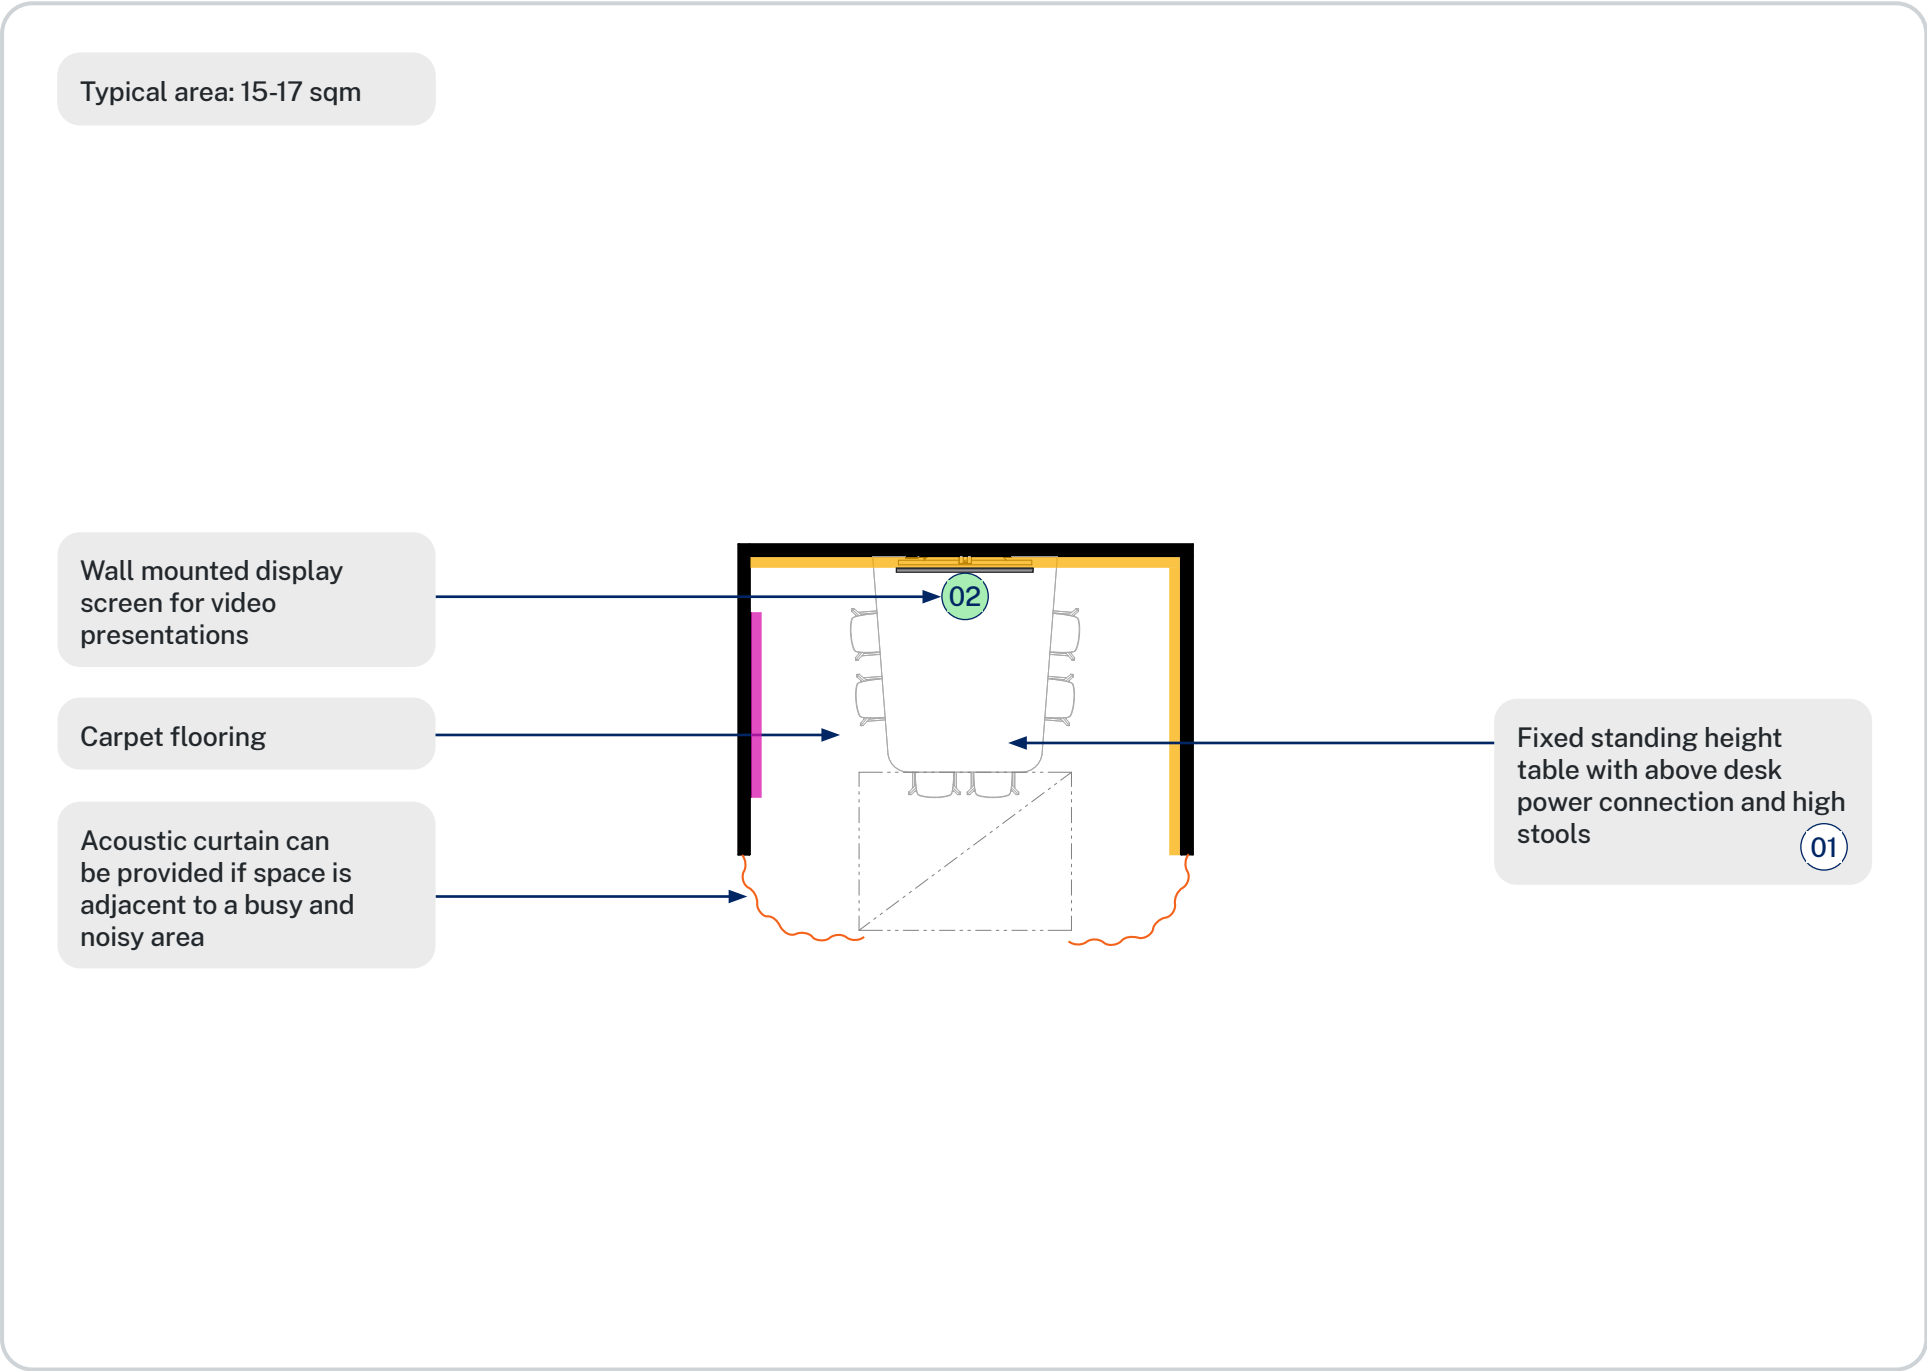 Typical area: 15-17 sqm
Wall mounted display
screen for video
presentations
02
Carpet flooring
Acoustic curtain can
be provided if space is
adjacent to a busy and
noisy area
Fixed standing height
table with above desk
power connection and high
stools
01